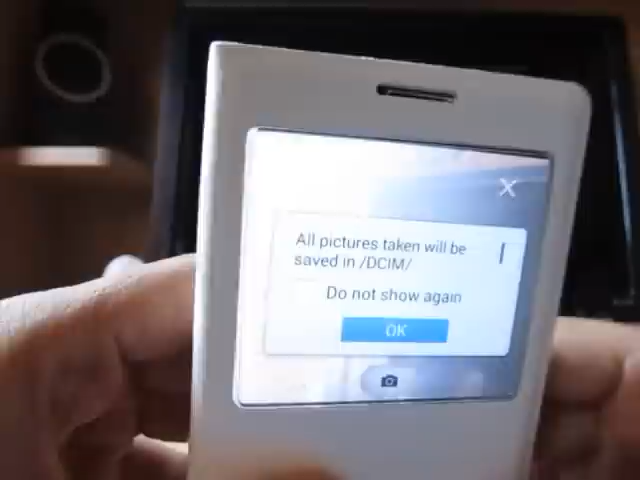 All pictures taken will be
saved in /DCIM/
Do not show again
OK